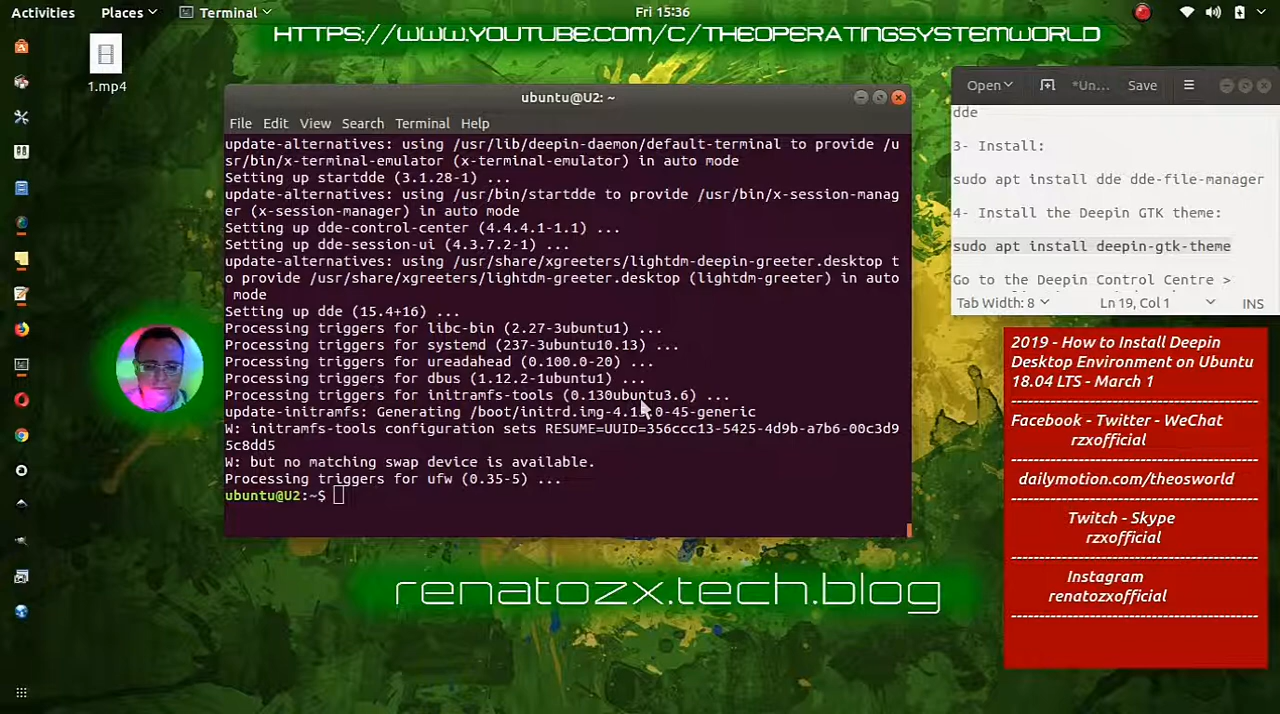 Activities Places Terminal Fri 15:36
HTTPS://WWW.YOUTUBE.COM/C/THEOPERATINGSYSTEMWORLD
1.mp4
ubuntu@U2: ~
File Edit View Search Terminal Help
update-alternatives: using /usr/lib/deepin-daemon/default-terminal to provide /u
sr/bin/x-terminal-emulator (x-terminal-emulator) in auto mode
Setting up startdde (3.1.28-1) ...
update-alternatives: using /usr/bin/startdde to provide /usr/bin/x-session-manag
er (x-session-manager) in auto mode
Setting up dde-control-center (4.4.4.1-1.1) ...
Setting up dde-session-ui (4.3.7.2-1) ...
update-alternatives: using /usr/share/xgreeters/lightdm-deepin-greeter.desktop t
o provide /usr/share/xgreeters/lightdm-greeter.desktop (lightdm-greeter) in auto
mode
Setting up dde (15.4+16) ...
Processing triggers for libc-bin (2.27-3ubuntu1) ...
Processing triggers for systemd (237-3ubuntu10.13) ...
Processing triggers for ureadahead (0.100.0-20) ...
Processing triggers for dbus (1.12.2-1ubuntu1) ...
Processing triggers for initramfs-tools (0.130ubuntu3.6) ...
update-initramfs: Generating
W: initramfs-tools configuration sets RESUME=UUID=356ccc13-5425-4d9b-a7b6-00c3d9
5c8dd5
W: but no matching swap device is available.
Processing triggers for ufw (0.35-5) ...
ubuntu@U2:~$
Open *Un... Save
dde
3- Install:
sudo apt install dde dde-file-manager
4- Install the Deepin GTK theme:
sudo apt install deepin-gtk-theme
Go to the Deepin Control Centre >
Tab Width: 8 Ln 19, Col 1 INS
2019 - How to Install Deepin
Desktop Environment on Ubuntu
18.04 LTS - March 1
Facebook - Twitter - WeChat
rzxofficial
dailymotion.com/theosworld
Twitch - Skype
rzxofficial
Instagram
renatozxofficial
renatozx.tech.blog